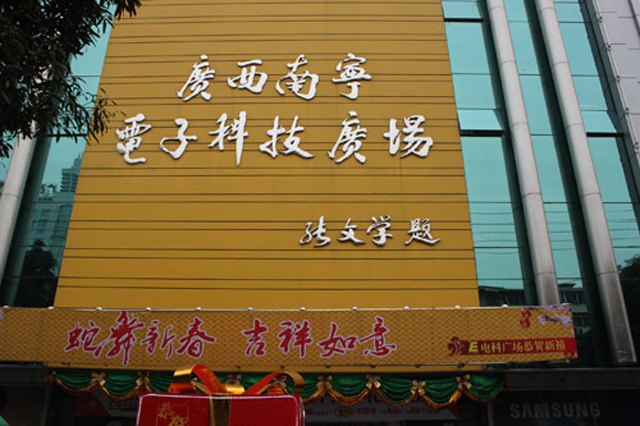 廣西南寧
電子科技廣場
张文学题
蛇舞新春 吉祥如意
E电科广场恭贺新禧
SAMSUNG